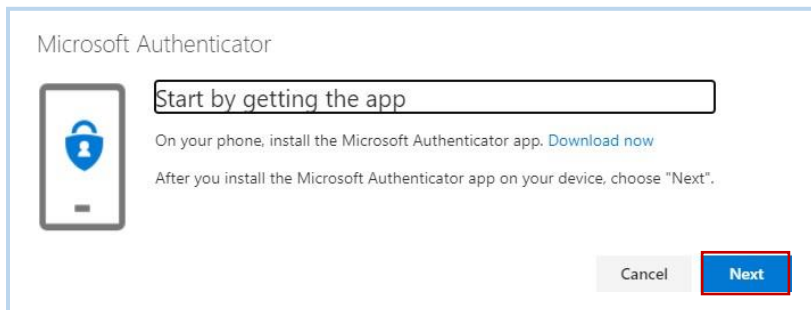 Microsoft Authenticator
Start by getting the app
On your phone, install the Microsoft Authenticator app. Download now
After you install the Microsoft Authenticator app on your device, choose "Next".
Cancel Next